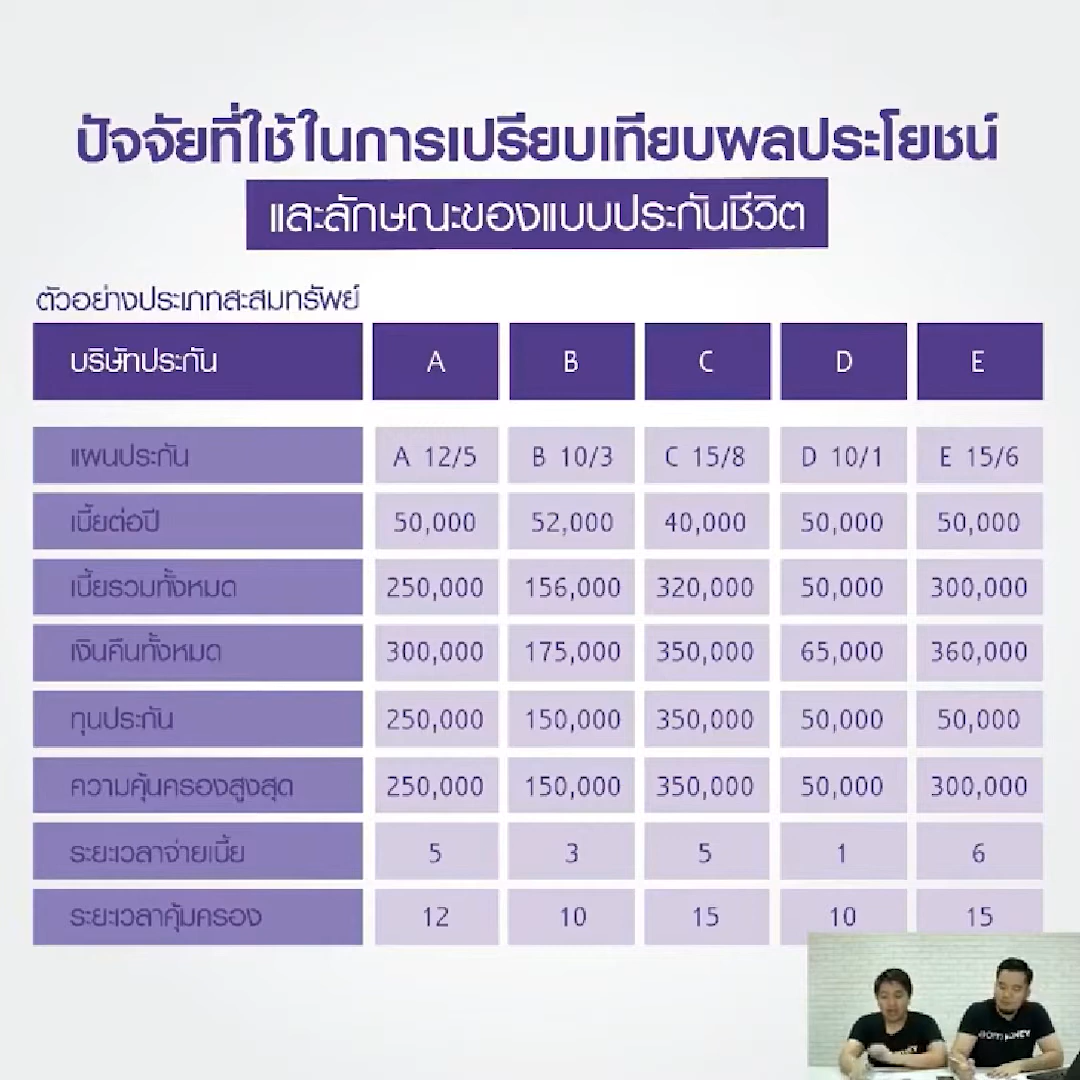 ปัจจัยที่ใช้ในการเปรียบเทียบผลประโยชน์
และลักษณะของแบบประกันชีวิต
ตัวอย่างประเภทสะสมทรัพย์
บริษัทประกัน A B C D E
แผนประกัน A 12/5 B 10/3 C 15/8 D 10/1 E 15/6
เบี้ยต่อปี 50,000 52,000 40,000 50,000 50,000
เบี้ยรวมทั้งหมด 250,000 156,000 320,000 50,000 300,000
เงินคืนทั้งหมด 300,000 175,000 350,000 65,000 360,000
ทุนประกัน 250,000 150,000 350,000 50,000 50,000
ความคุ้นครองสูงสุด 250,000 150,000 350,000 50,000 300,000
ระยะเวลาจ่ายเบี้ย 5 3 5 1 6
ระยะเวลาคุ้มครอง 12 10 15 10 15